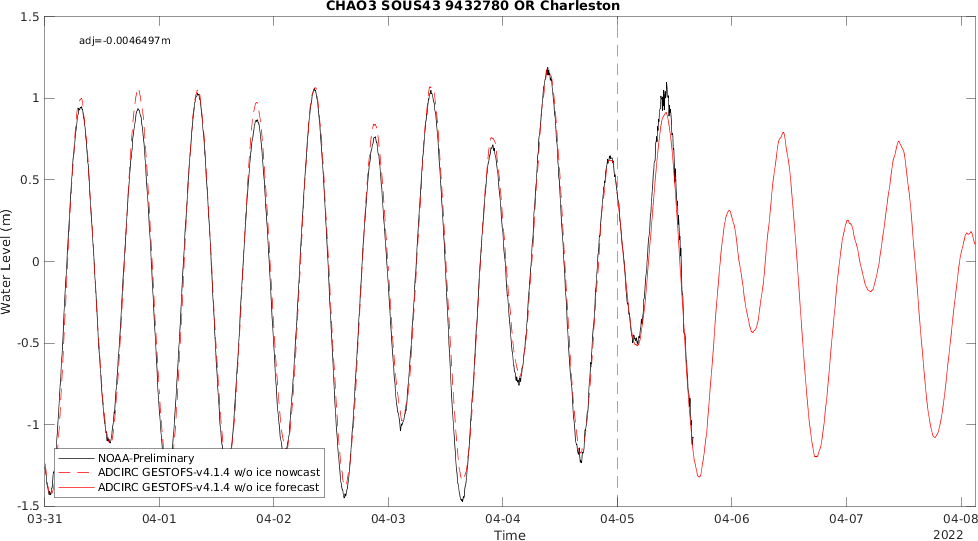 CHAO3 SOUS43 9432780 OR Charleston
adj=-0.0046497m
1.5
1
0.5
0
-0.5
-1
-1.5
Water Level (m)
NOAA-Preliminary
ADCIRC GESTOFS-v4.1.4 w/o ice nowcast
ADCIRC GESTOFS-v4.1.4 w/o ice forecast
03-31 04-01 04-02 04-03 04-04 04-05 04-06 04-07 04-08
Time
2022